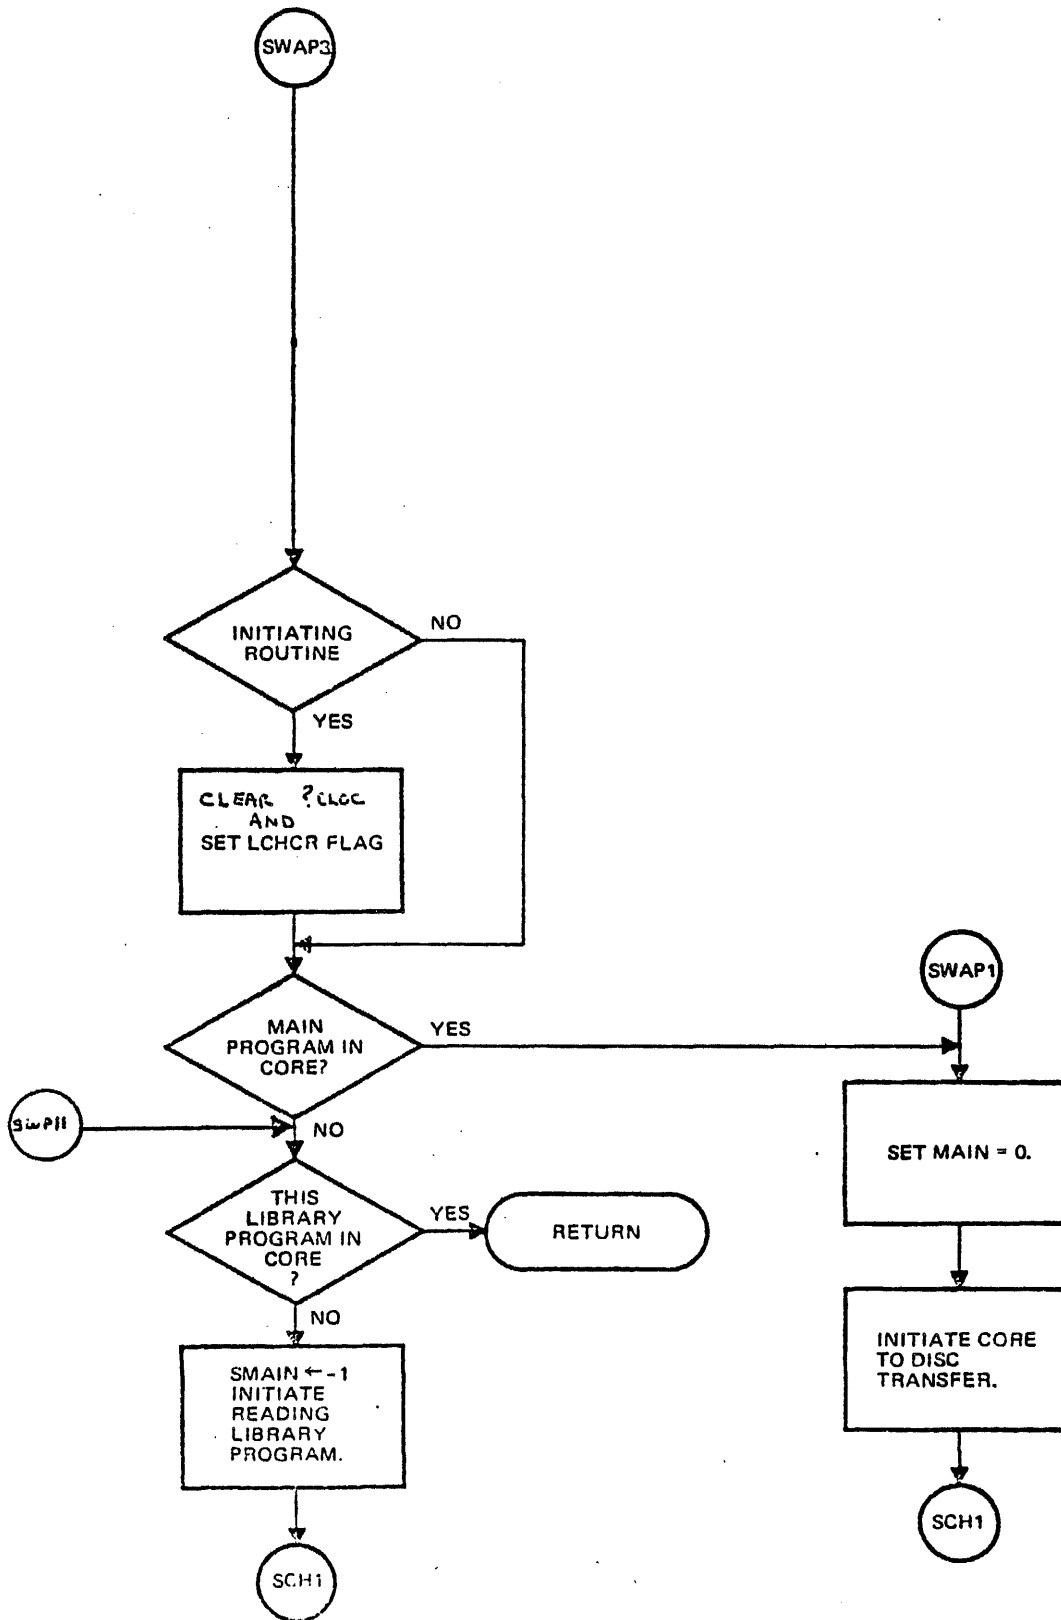 SWAP3
INITIATING
ROUTINE
NO
YES
CLEAR ?CLOC
AND
SET LCHCR FLAG
SWAP1
MAIN
PROGRAM IN
CORE?
YES
NO
SWP11
THIS
LIBRARY
PROGRAM IN
CORE
?
YES
RETURN
NO
SET MAIN = 0.
SMAIN ← -1
INITIATE
READING
LIBRARY
PROGRAM.
INITIATE CORE
TO DISC
TRANSFER.
SCH1
SCH1